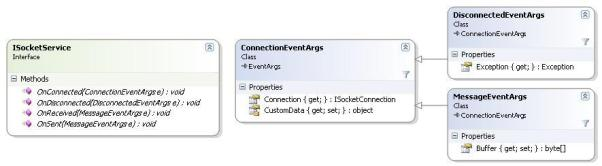 ISocketService
Interface
Methods
OnConnected(ConnectionEventArgs e) : void
OnDisconnected(DisconnectedEventArgs e) : void
OnReceived(MessageEventArgs e) : void
OnSent(MessageEventArgs e) : void
ConnectionEventArgs
Class
EventArgs
Properties
Connection { get; } : ISocketConnection
CustomData { get; set; } : object
DisconnectedEventArgs
Class
ConnectionEventArgs
Properties
Exception { get; } : Exception
MessageEventArgs
Class
ConnectionEventArgs
Properties
Buffer { get; set; } : byte[]